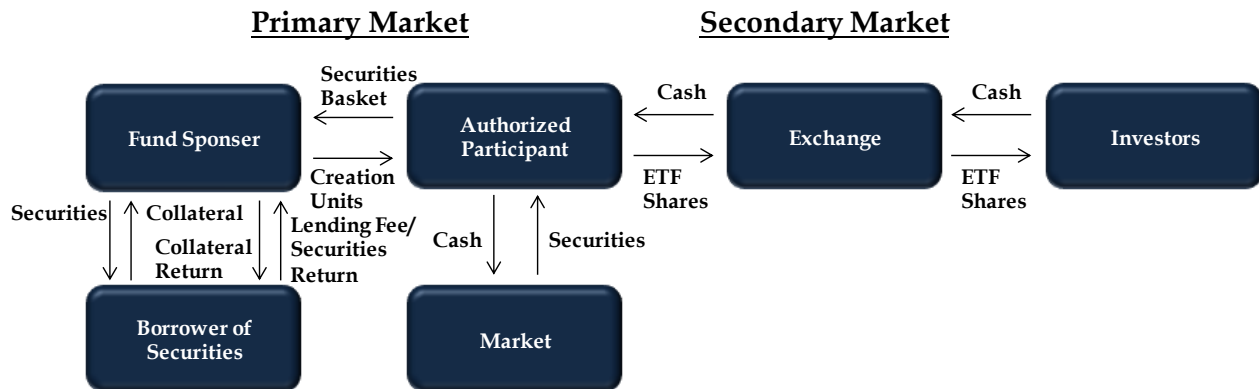 Primary Market
Secondary Market
Securities
Basket
Cash
Cash
Fund Sponser
Authorized
Participant
Exchange
Investors
Creation
Units
ETF
Shares
ETF
Shares
Securities
Collateral
Collateral
Return
Lending Fee/
Securities
Return
Cash
Securities
Borrower of
Securities
Market